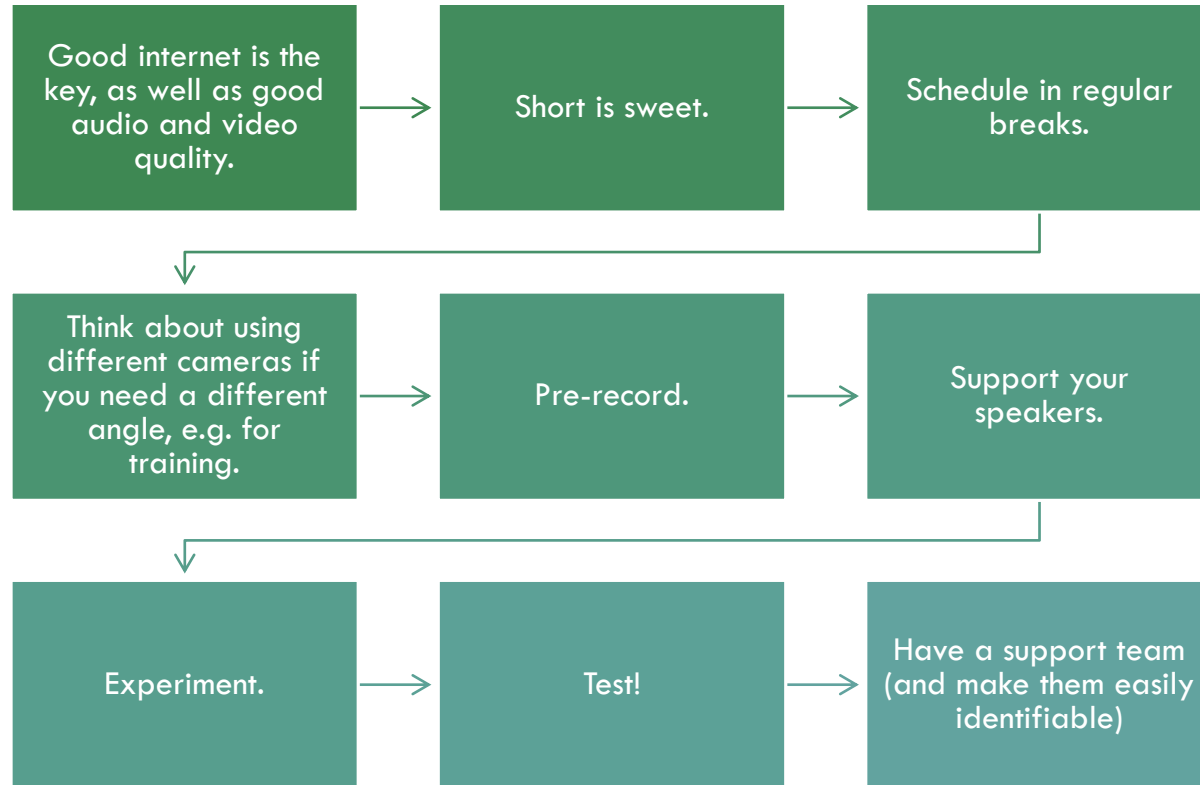 Good internet is the
key, as well as good
audio and video
quality.
Short is sweet.
Schedule in regular
breaks.
Think about using
different cameras if
you need a different
angle, e.g. for
training.
Pre-record.
Support your
speakers.
Experiment.
Test!
Have a support team
(and make them easily
identifiable)